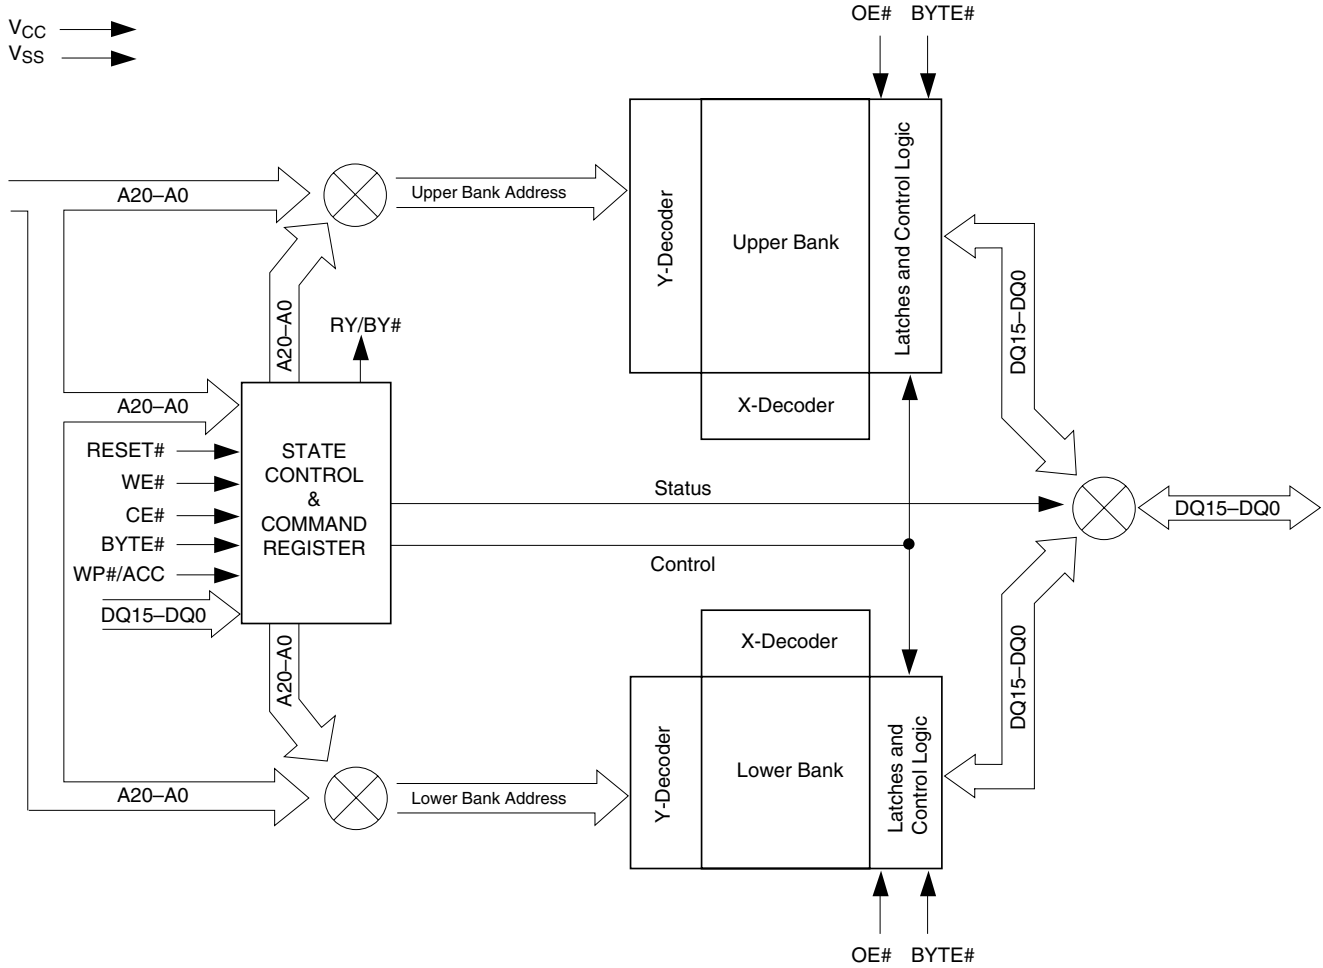 OE# BYTE#
VCC
VSS
A20–A0
Upper Bank Address
Y-Decoder
Upper Bank
Latches and Control Logic
DQ15–DQ0
A20–A0
RY/BY#
X-Decoder
A20–A0
RESET#
WE#
CE#
BYTE#
WP#/ACC
DQ15–DQ0
STATE
CONTROL
&
COMMAND
REGISTER
Status
Control
DQ15–DQ0
A20–A0
X-Decoder
DQ15–DQ0
Y-Decoder
Lower Bank
Latches and
Control Logic
A20–A0
Lower Bank Address
OE# BYTE#